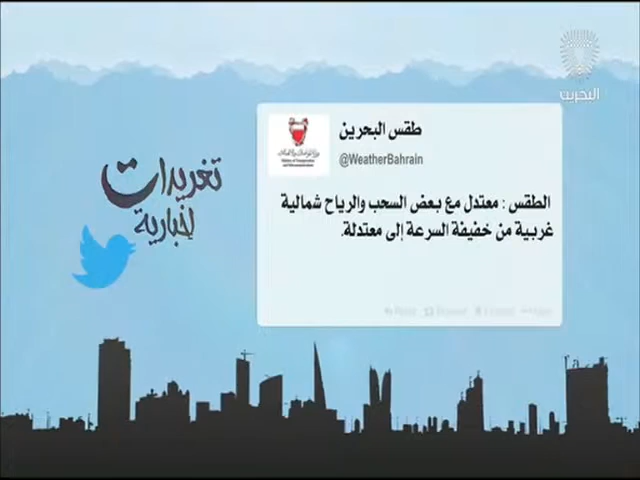 البحرين
تغريدات
إخبارية
طقس البحرين
@WeatherBahrain
الطقس : معتدل مع بعض السحب والرياح شمالية
غربية من خفيفة السرعة إلى معتدلة.